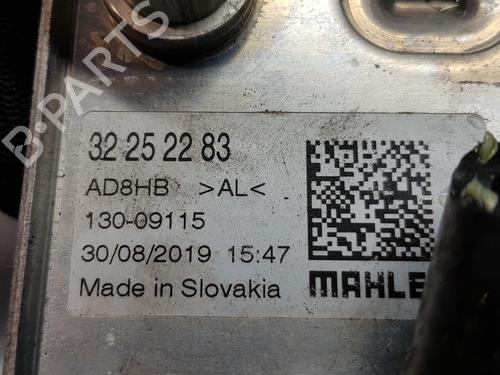 B-PARTS
32 25 22 83
AD8HB >AL<
130-09115
30/08/2019 15:47
Made in Slovakia
MAHLE